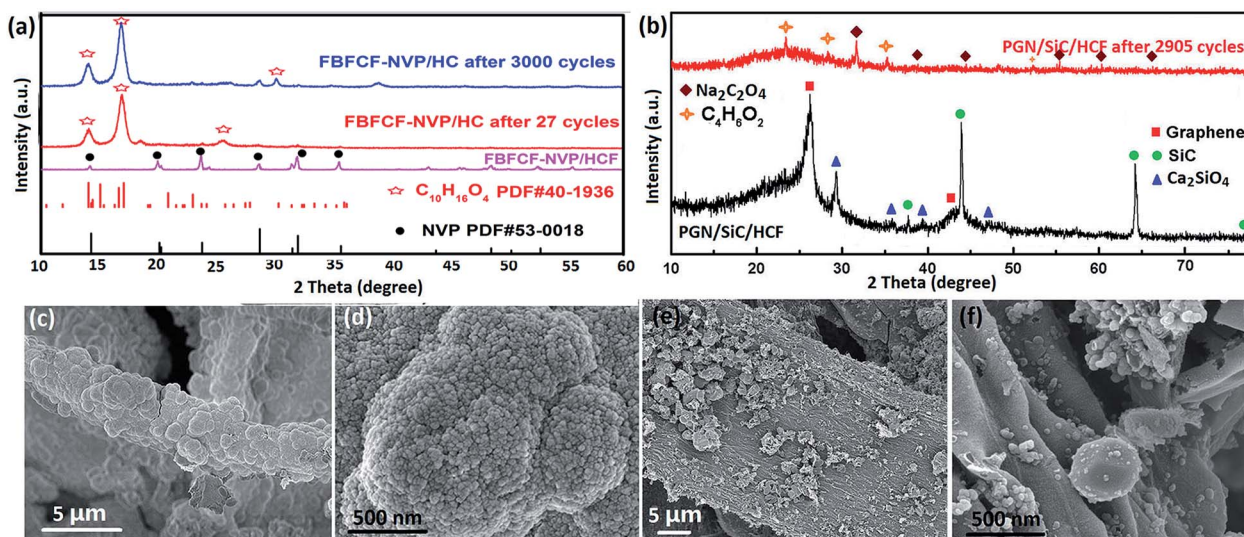 (a)
FBFCF-NVP/HC after 3000 cycles
FBFCF-NVP/HC after 27 cycles
FBFCF-NVP/HCF
C₁₀H₁₆O₄ PDF#40-1936
NVP PDF#53-0018
Intensity (a.u.)
10 15 20 25 30 35 40 45 50 55 60
2 Theta (degree)
(b)
PGN/SiC/HCF after 2905 cycles
Na₂C₂O₄
C₄H₆O₂
Graphene
SiC
Ca₂SiO₄
PGN/SiC/HCF
Intensity (a.u.)
10 20 30 40 50 60 70
2 Theta (degree)
(c)
5 µm
(d)
500 nm
(e)
5 µm
(f)
500 nm